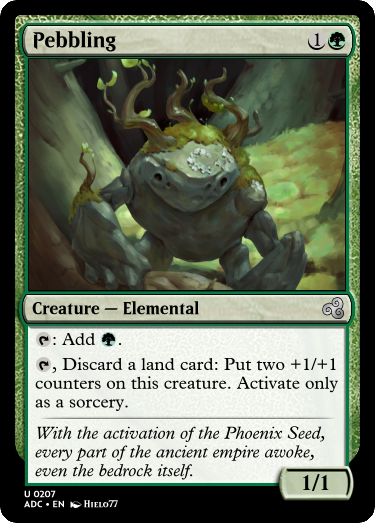 Pebbling 1
Creature — Elemental
: Add .
, Discard a land card: Put two +1/+1
counters on this creature. Activate only
as a sorcery.
With the activation of the Phoenix Seed,
every part of the ancient empire awoke,
even the bedrock itself.
1/1
U 0207
ADC • EN Hielo77